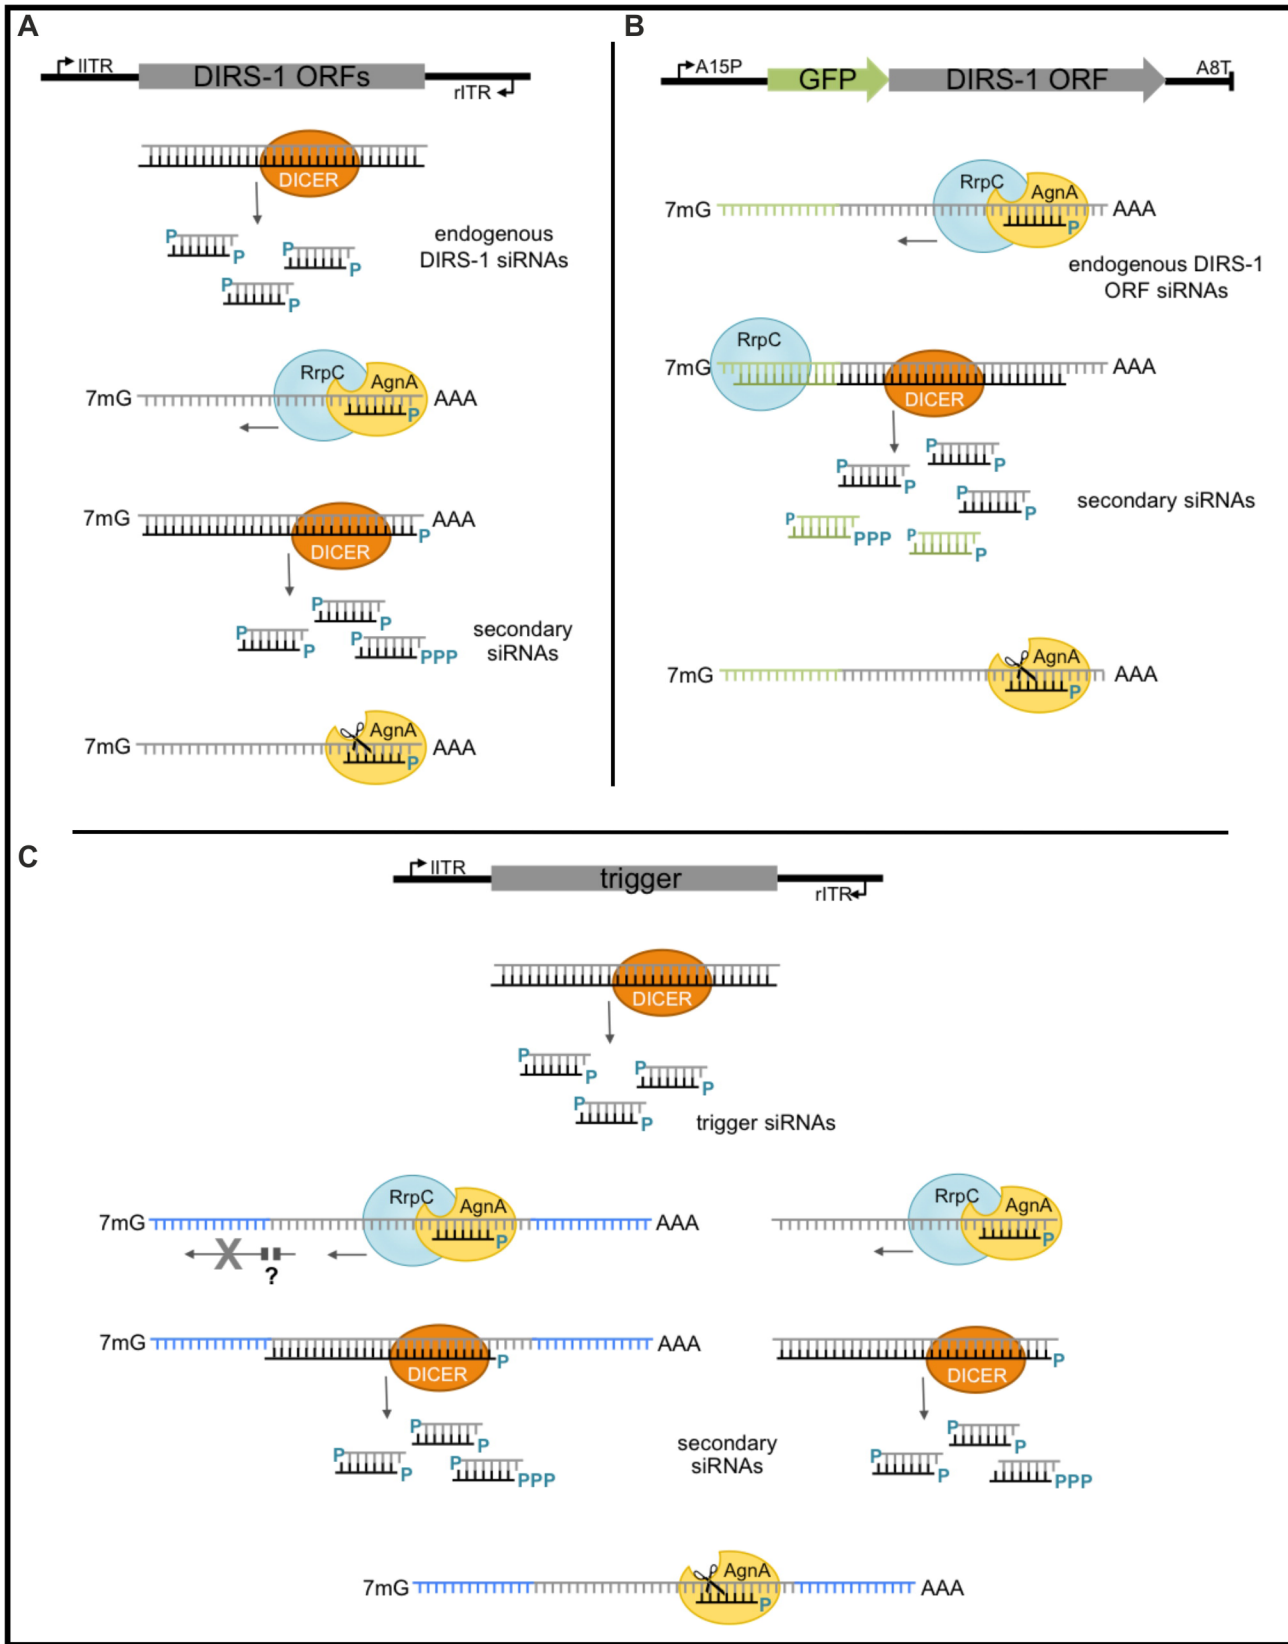 A
lITR
DIRS-1 ORFs
rITR
DICER
P
P
P
P
P
P
endogenous
DIRS-1 siRNAs
RrpC
AgnA
7mG
AAA
P
7mG
AAA
P
DICER
P
P
P
P
P
PPP
secondary
siRNAs
7mG
AgnA
AAA
P
B
A15P
GFP
DIRS-1 ORF
A8T
RrpC
AgnA
7mG
AAA
P
endogenous DIRS-1
ORF siRNAs
RrpC
7mG
AAA
DICER
P
P
P
P
P
P
P
PPP
P
P
secondary siRNAs
7mG
AgnA
AAA
P
C
lITR
trigger
rITR
DICER
P
P
P
P
P
P
trigger siRNAs
RrpC
AgnA
7mG
AAA
P
X
?
RrpC
AgnA
P
7mG
AAA
P
DICER
P
DICER
P
P
P
P
P
PPP
secondary
siRNAs
P
P
P
P
PPP
7mG
AgnA
AAA
P